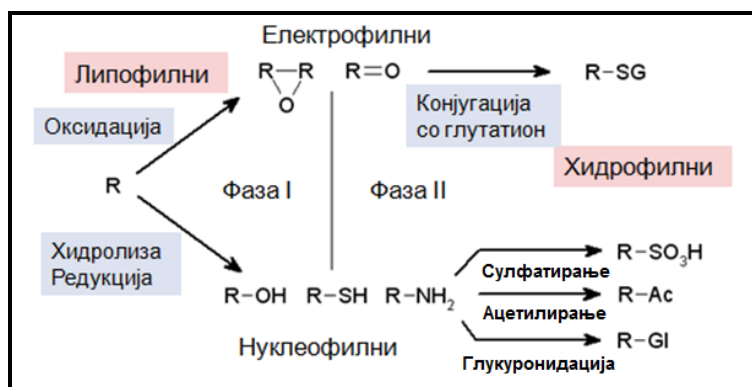 Електрофилни
Липофилни
R–R
O
R=O
R–SG
Оксидација
Конјугација
со глутатион
Хидрофилни
R
Фаза I
Фаза II
Хидролиза
Редукција
R–OH R–SH R–NH₂
Сулфатирање
R–SO₃H
Ацетилирање
R–Ac
Глукуронидација
R–Gl
Нуклеофилни